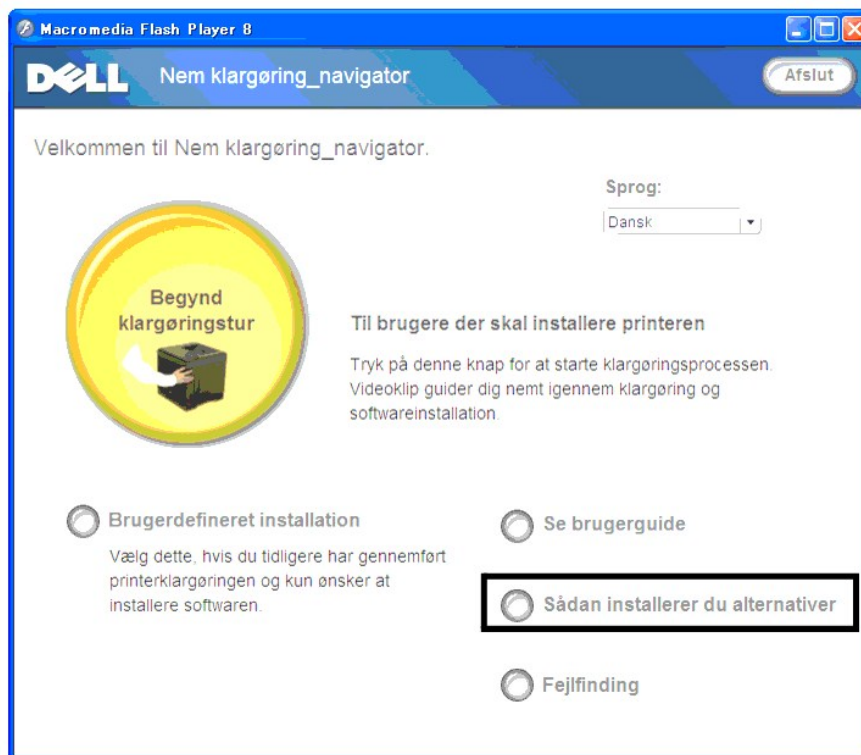 Macromedia Flash Player 8
DELL
Nem klargøring_navigator
Afslut
Velkommen til Nem klargøring_navigator.
Sprog:
Dansk
Begynd
klargøringstur
Til brugere der skal installere printeren
Tryk på denne knap for at starte klargøringsprocessen.
Videoklip guider dig nemt igennem klargøring og
softwareinstallation.
Brugerdefineret installation
Vælg dette, hvis du tidligere har gennemført
printerklargøringen og kun ønsker at
installere softwaren.
Se brugerguide
Sådan installerer du alternativer
Fejlfinding